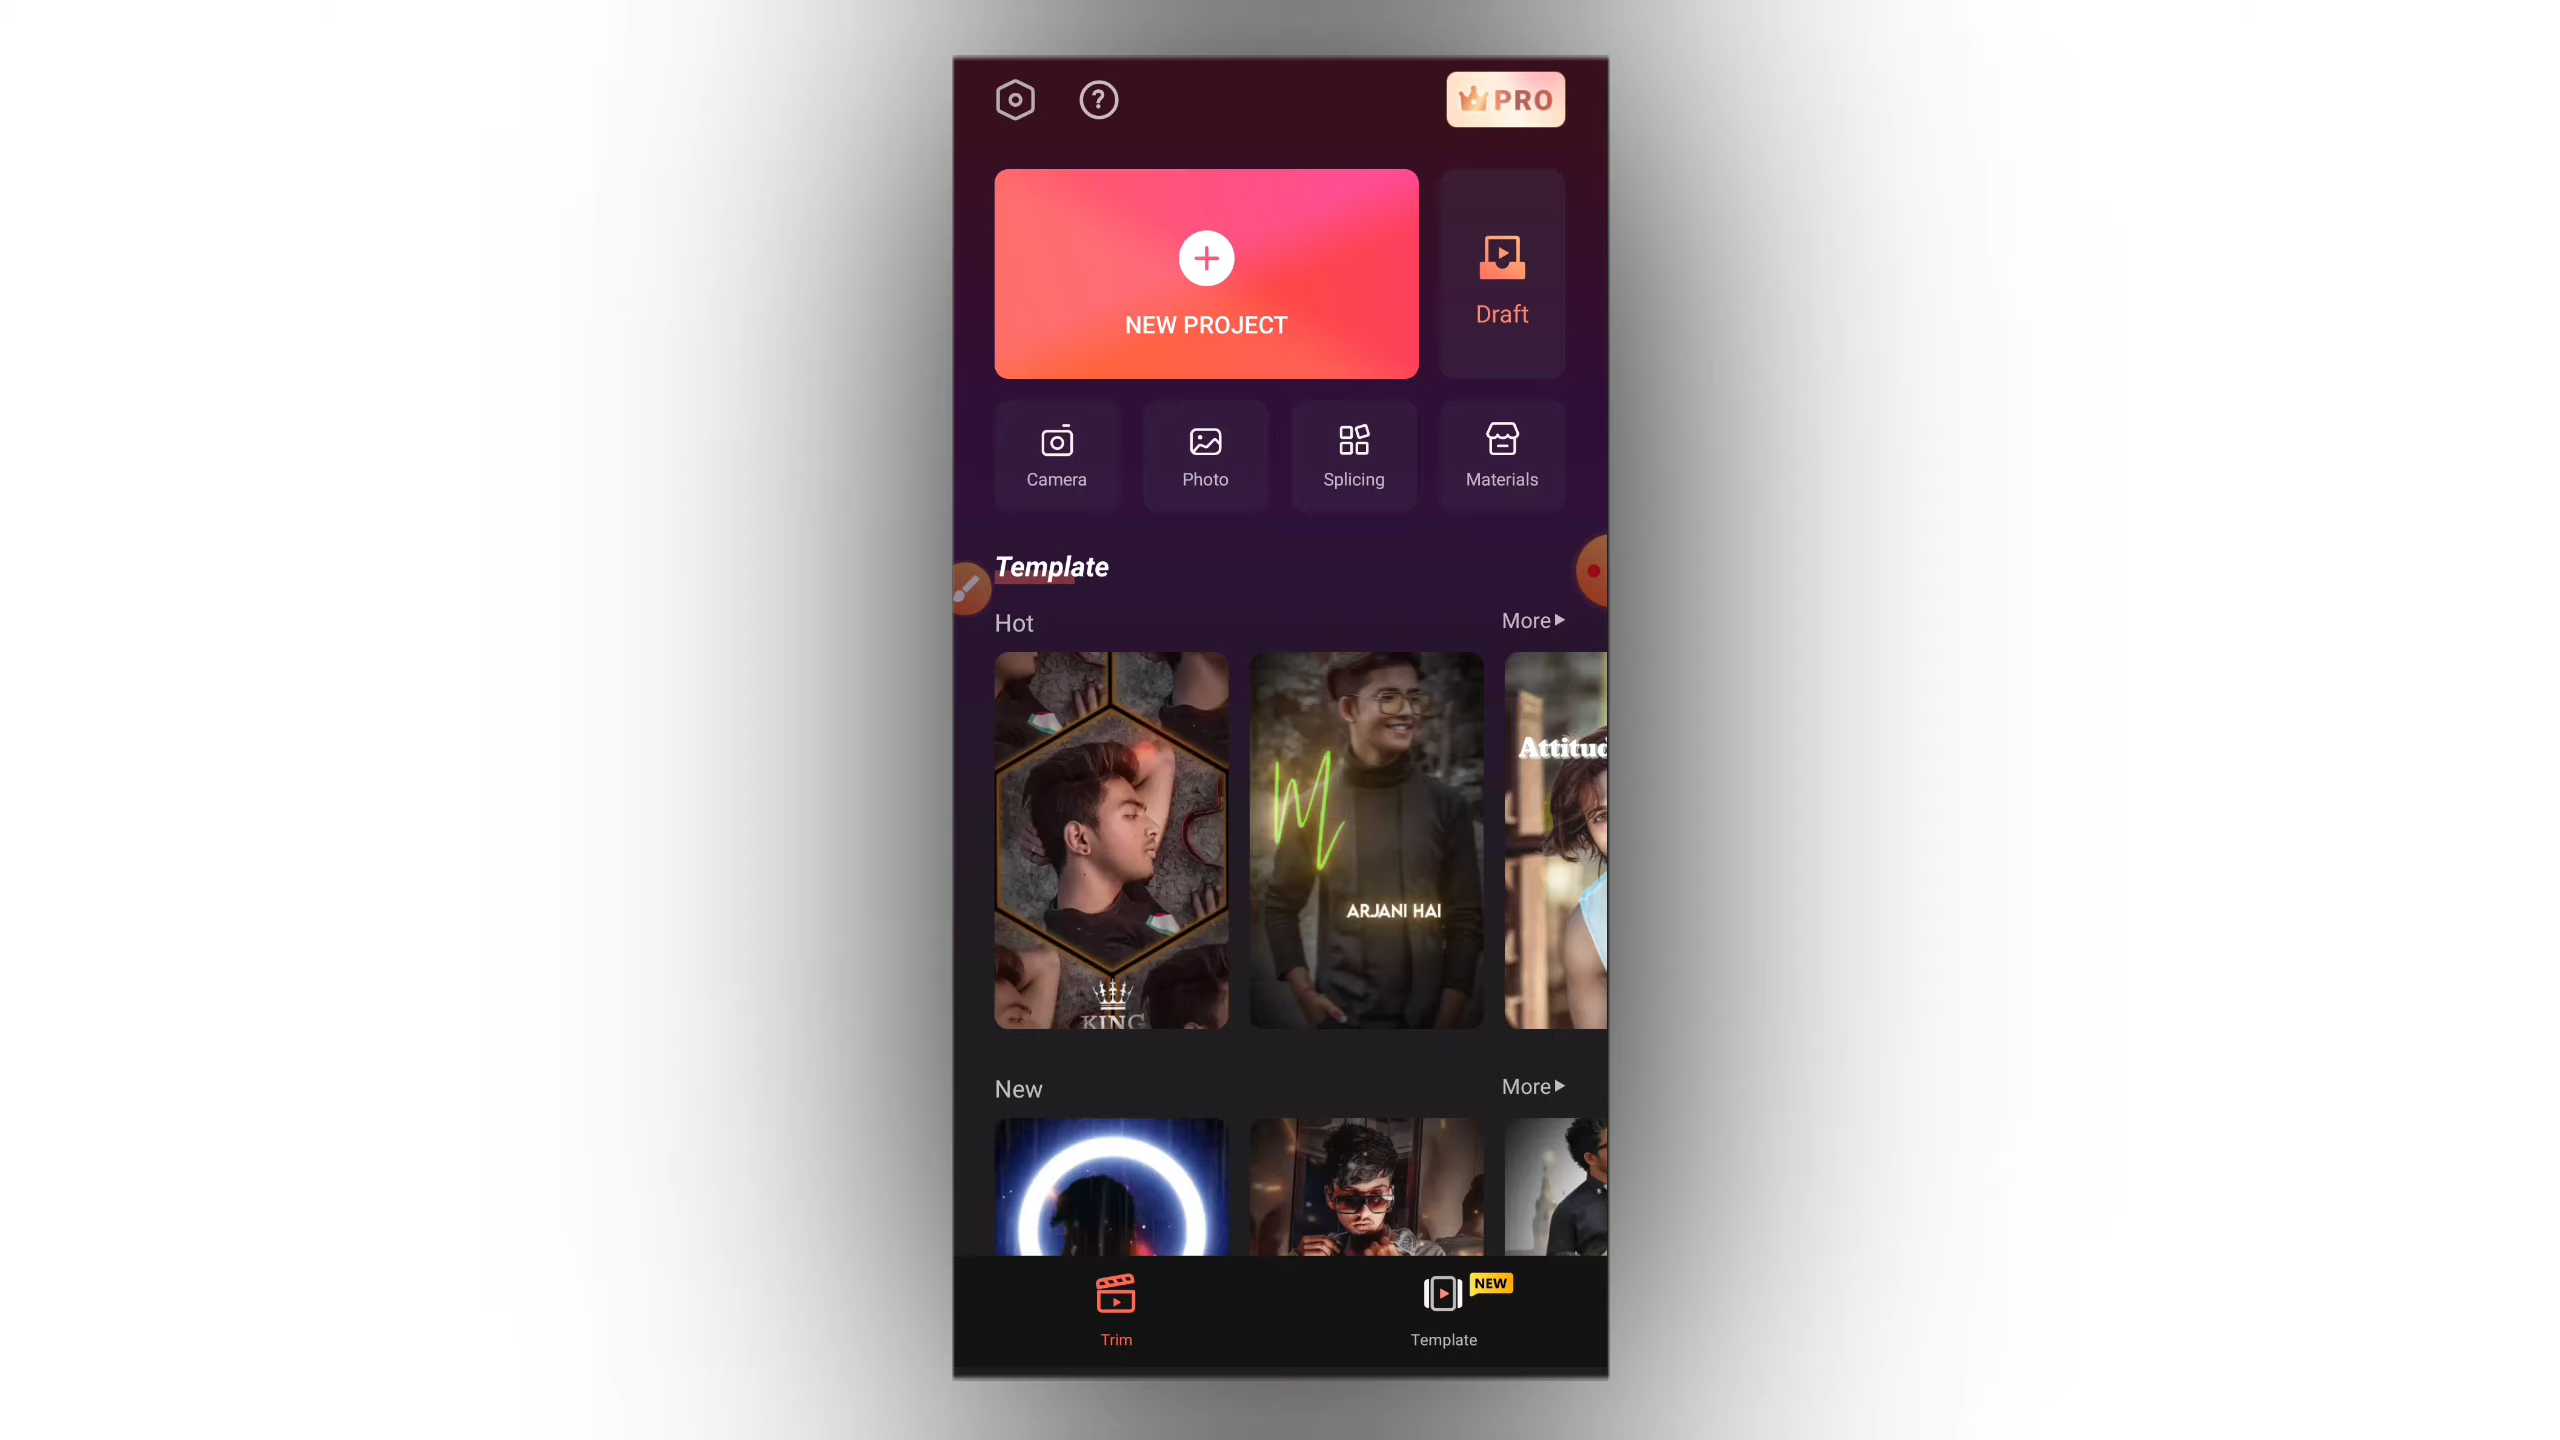 PRO
NEW PROJECT
Draft
Camera
Photo
Splicing
Materials
Template
Hot
More
Attitud
M
ARJANI HAI
KING
New
More
Trim
NEW
Template